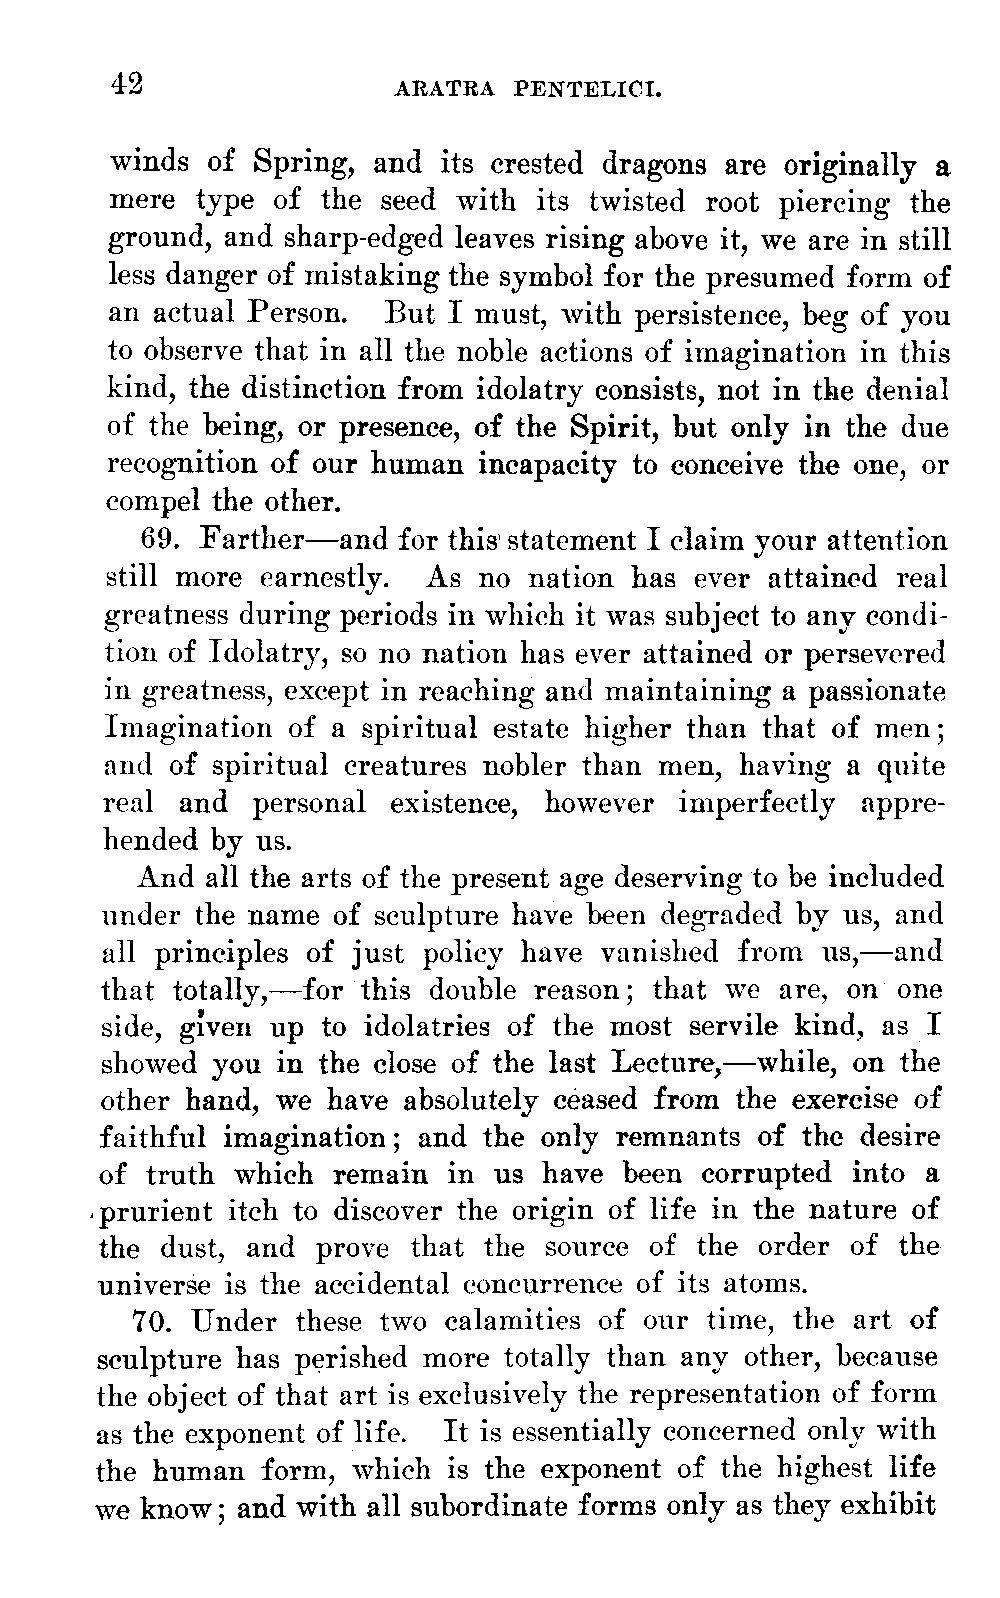 42 ARATRA PENTELICI.
winds of Spring, and its crested dragons are originally a
mere type of the seed with its twisted root piercing the
ground, and sharp-edged leaves rising above it, we are in still
less danger of mistaking the symbol for the presumed form of
an actual Person. But I must, with persistence, beg of you
to observe that in all the noble actions of imagination in this
kind, the distinction from idolatry consists, not in the denial
of the being, or presence, of the Spirit, but only in the due
recognition of our human incapacity to conceive the one, or
compel the other.
69. Farther—and for this statement I claim your attention
still more earnestly. As no nation has ever attained real
greatness during periods in which it was subject to any condi-
tion of Idolatry, so no nation has ever attained or persevered
in greatness, except in reaching and maintaining a passionate
Imagination of a spiritual estate higher than that of men;
and of spiritual creatures nobler than men, having a quite
real and personal existence, however imperfectly appre-
hended by us.
And all the arts of the present age deserving to be included
under the name of sculpture have been degraded by us, and
all principles of just policy have vanished from us,—and
that totally,—for this double reason; that we are, on one
side, given up to idolatries of the most servile kind, as I
showed you in the close of the last Lecture,—while, on the
other hand, we have absolutely ceased from the exercise of
faithful imagination; and the only remnants of the desire
of truth which remain in us have been corrupted into a
prurient itch to discover the origin of life in the nature of
the dust, and prove that the source of the order of the
universe is the accidental concurrence of its atoms.
70. Under these two calamities of our time, the art of
sculpture has perished more totally than any other, because
the object of that art is exclusively the representation of form
as the exponent of life. It is essentially concerned only with
the human form, which is the exponent of the highest life
we know; and with all subordinate forms only as they exhibit